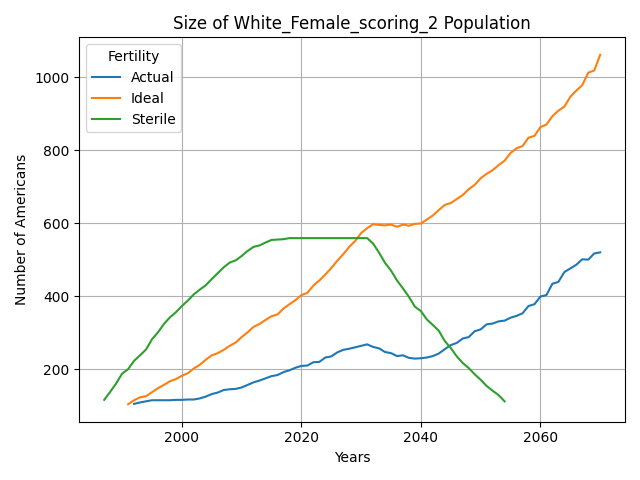 Size of White_Female_scoring_2 Population
Fertility
Actual
Ideal
Sterile
Number of Americans
1000
800
600
400
200
2000
2020
2040
2060
Years